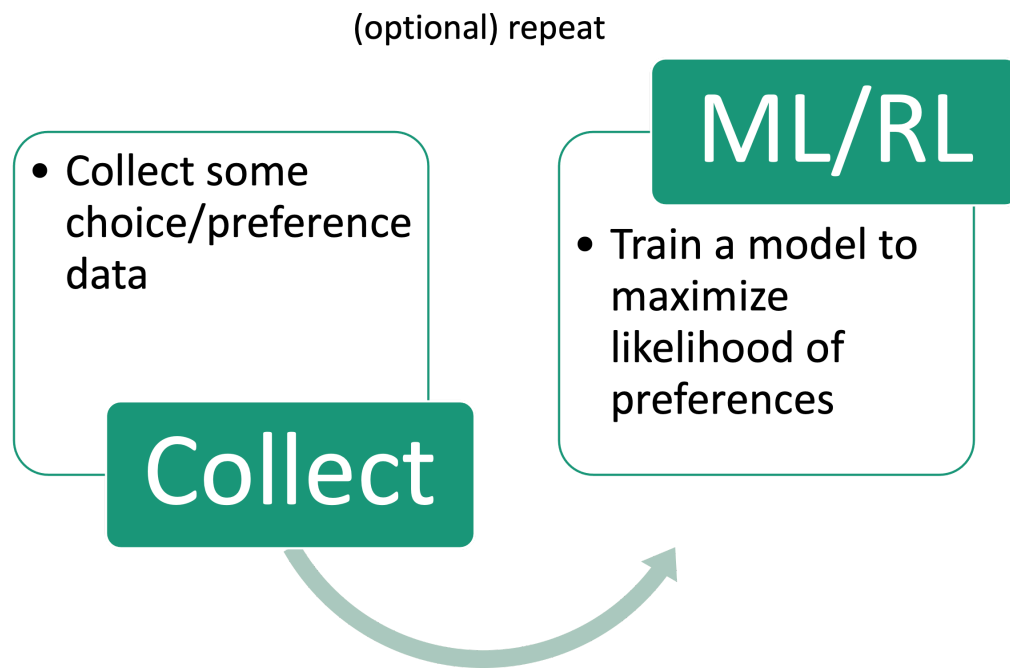 (optional) repeat
• Collect some
choice/preference
data
Collect
ML/RL
• Train a model to
maximize
likelihood of
preferences